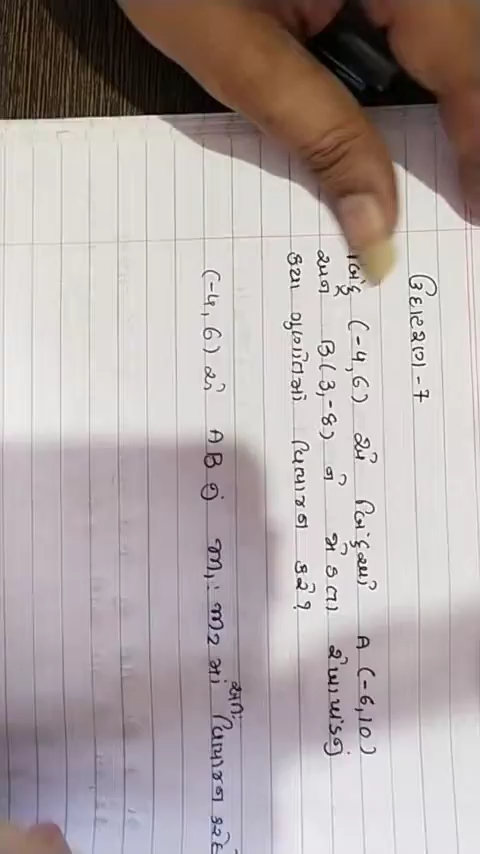 ઉદાહરણ - 7
બિંદુ (-4, 6) એ બિંદુઓ A (-6, 10)
અને B(3, -8) ને જોડતા રેખાખંડનું
કયા ગુણોત્તરમાં વિભાજન કરે?
(-4, 6) એ AB નું m₁ : m₂ માં અંતઃ વિભાજન કરે